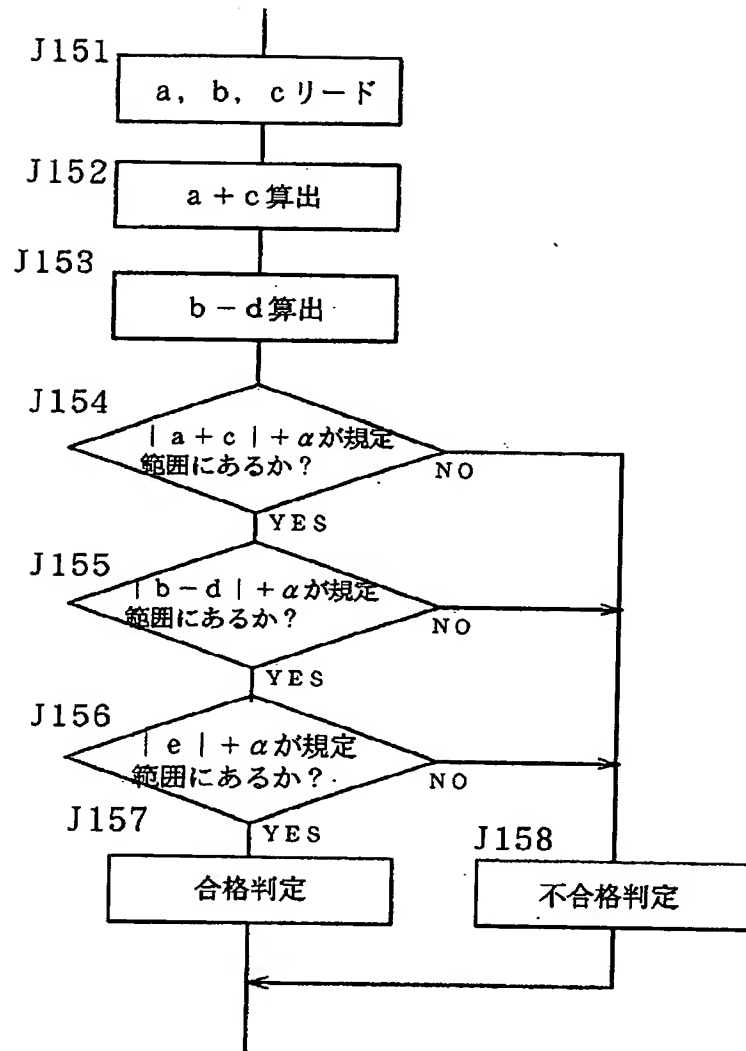 J151
a, b, cリード
J152
a+c算出
J153
b-d算出
J154
|a+c|+αが規定
範囲にあるか?
NO
YES
J155
|b-d|+αが規定
範囲にあるか?
NO
YES
J156
|e|+αが規定
範囲にあるか?
NO
YES
J157
合格判定
J158
不合格判定